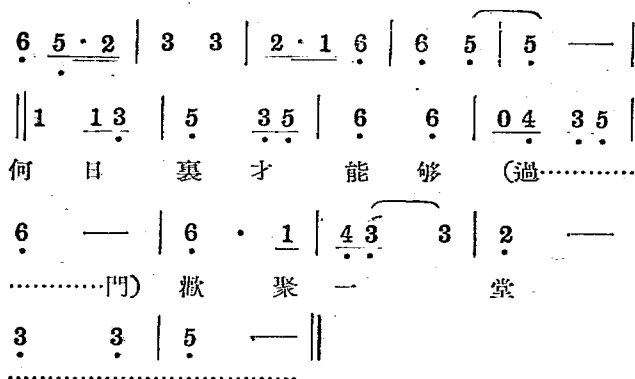 6 5·2 | 3 3 | 2·1 6 | 6 5 | 5 — |
‖1 1 3 | 5 3 5 | 6 6 | 0 4 3 5 |
何 日 裏 才 能 够 (過…………
6 — | 6 · 1 | 4 3 3 | 2 —
…………門) 歡 聚 一 堂
3 3 | 5 — ‖
………………………………